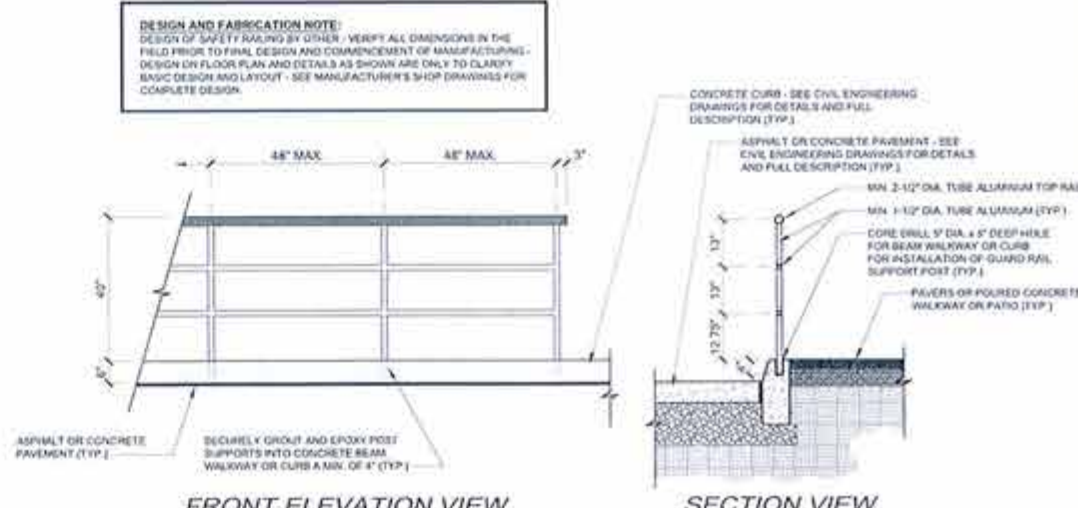 DESIGN AND FABRICATION NOTE:
DESIGN OF SAFETY RAILING BY OTHER - VERIFY ALL DIMENSIONS IN THE
FIELD PRIOR TO FINAL DESIGN AND COMMENCEMENT OF MANUFACTURING -
DESIGN ON FLOOR PLAN AND DETAILS AS SHOWN ARE ONLY TO CLARIFY
BASIC DESIGN AND LAYOUT - SEE MANUFACTURER'S SHOP DRAWINGS FOR
COMPLETE DESIGN.
CONCRETE CURB - SEE CIVIL ENGINEERING
DRAWINGS FOR DETAILS AND FULL
DESCRIPTION (TYP.)
ASPHALT OR CONCRETE PAVEMENT - SEE
CIVIL ENGINEERING DRAWINGS FOR DETAILS
AND FULL DESCRIPTION (TYP.)
48" MAX.
48" MAX.
3"
MIN. 2-1/2" DIA. TUBE ALUMINUM TOP RAI
MIN. 1-1/2" DIA. TUBE ALUMINUM (TYP.)
CORE DRILL 5" DIA. x 5" DEEP HOLE
FOR BEAM WALKWAY OR CURB
FOR INSTALLATION OF GUARD RAIL
SUPPORT POST (TYP.)
PAVERS OR POURED CONCRETE
WALKWAY OR PATIO (TYP.)
40"
6"
13"
13"
12.75"
6"
ASPHALT OR CONCRETE
PAVEMENT (TYP.)
SECURELY GROUT AND EPOXY POST
SUPPORTS INTO CONCRETE BEAM
WALKWAY OR CURB A MIN. OF 4" (TYP.)
FRONT ELEVATION VIEW
SECTION VIEW